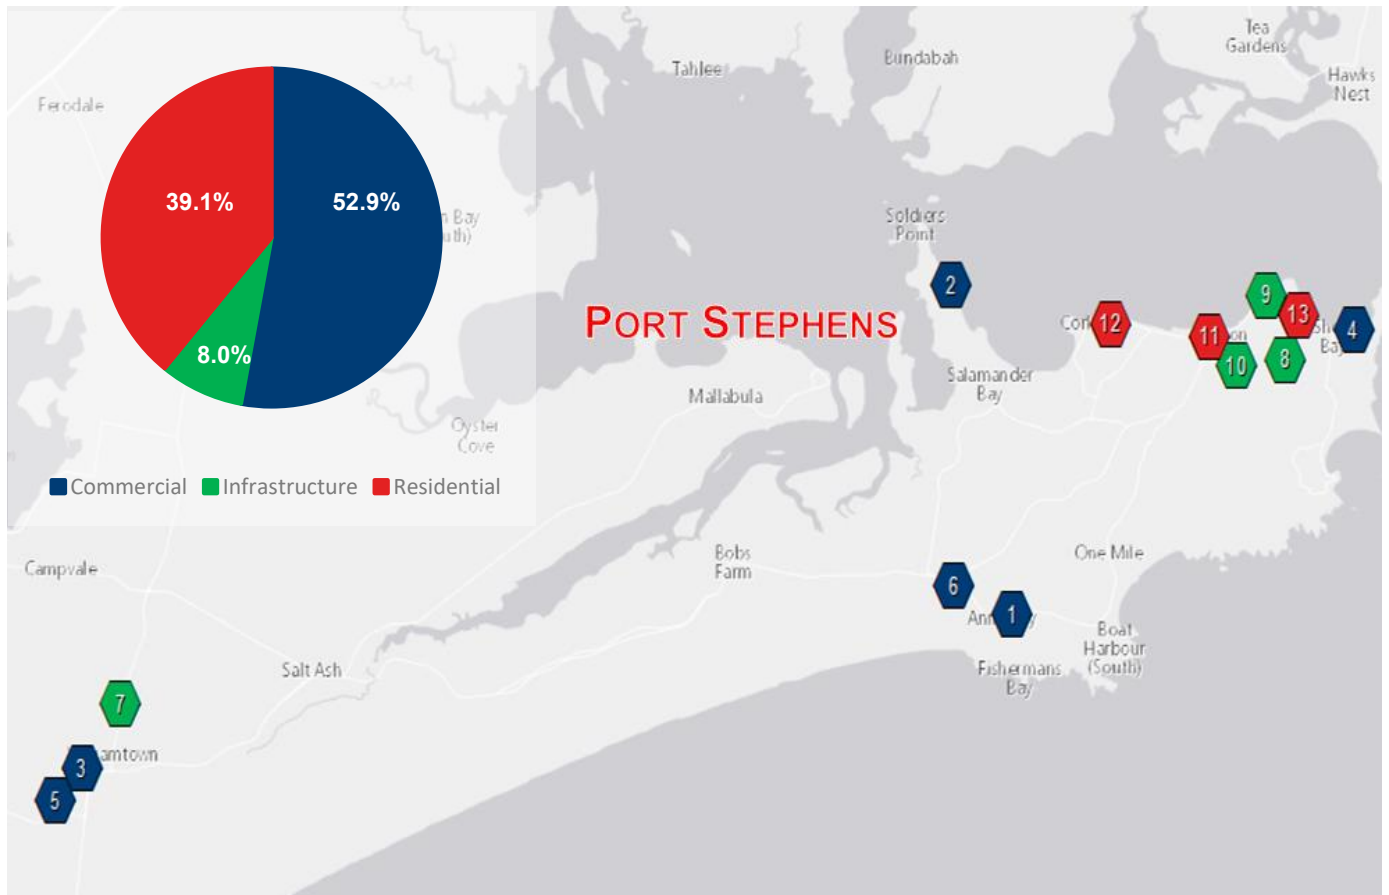 Tea
Gardens
Bundabah
Tahlee
Hawks
Nest
Ferodale
39.1%
52.9%
Bay
Soldiers
Point
2
9
PORT STEPHENS
13
12
11
4
10
8
Bay
8.0%
Salamander
Bay
Mallabula
Oyster
Cove
Commercial Infrastructure Residential
Campvale
Bobs
Farm
One Mile
6
1
Boat
Harbour
(South)
Salt Ash
Fishermans
Bay
7
3
5